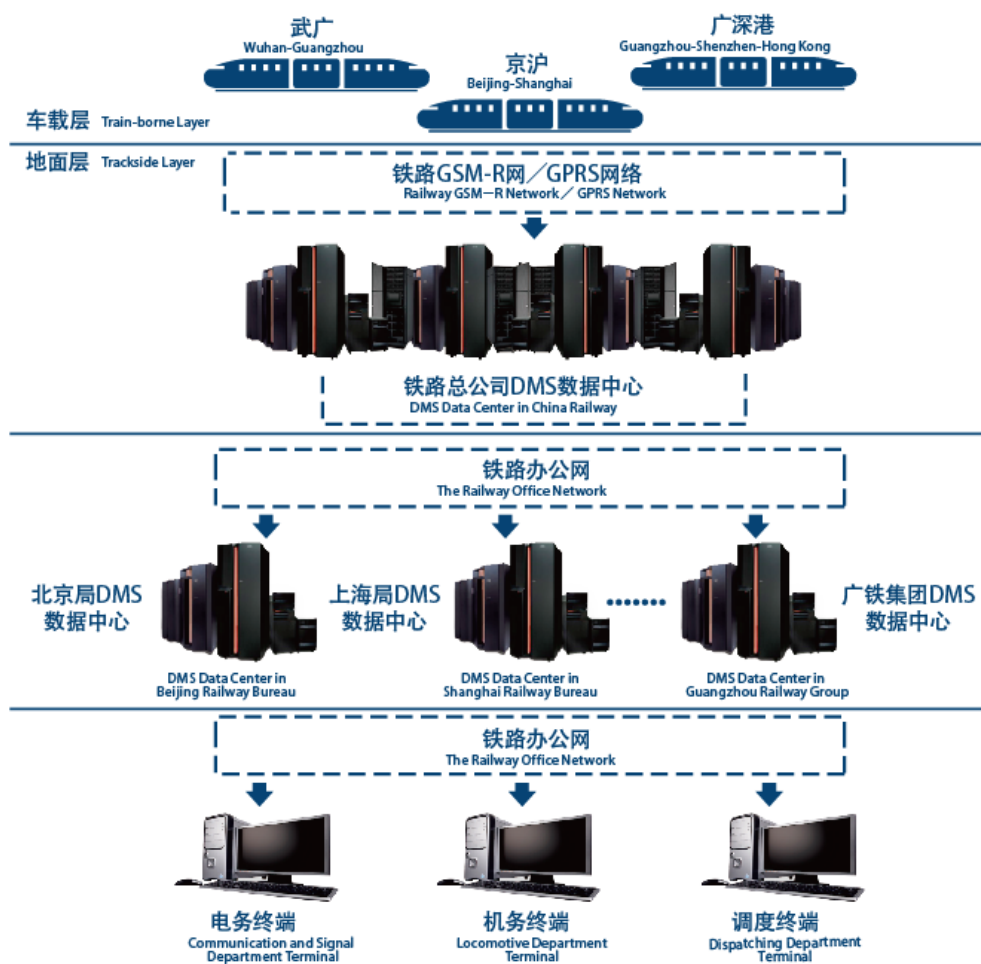 武广
Wuhan-Guangzhou
京沪
Beijing-Shanghai
广深港
Guangzhou-Shenzhen-Hong Kong
车载层 Train-borne Layer
地面层 Trackside Layer
铁路GSM-R网／GPRS网络
Railway GSM－R Network／ GPRS Network
铁路总公司DMS数据中心
DMS Data Center in China Railway
铁路办公网
The Railway Office Network
北京局DMS
数据中心
DMS Data Center in
Beijing Railway Bureau
上海局DMS
数据中心
DMS Data Center in
Shanghai Railway Bureau
广铁集团DMS
数据中心
DMS Data Center in
Guangzhou Railway Group
铁路办公网
The Railway Office Network
电务终端
Communication and Signal
Department Terminal
机务终端
Locomotive Department
Terminal
调度终端
Dispatching Department
Terminal